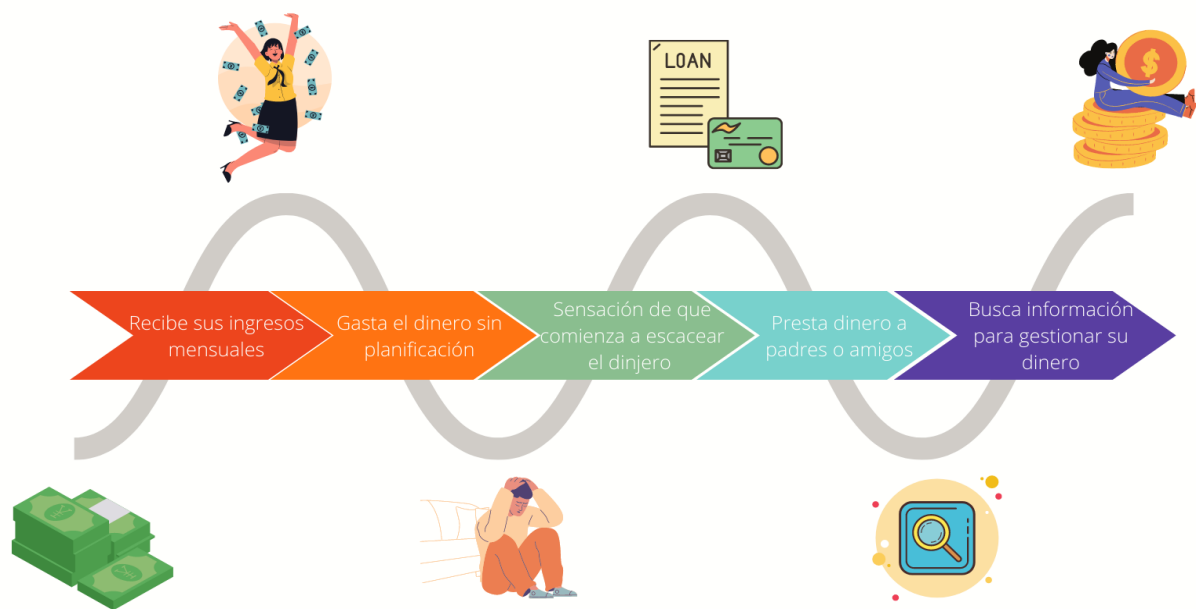 LOAN
Recibe sus ingresos
mensuales
Gasta el dinero sin
planificación
Sensación de que
comienza a escacear
el dinjero
Presta dinero a
padres o amigos
Busca información
para gestionar su
dinero